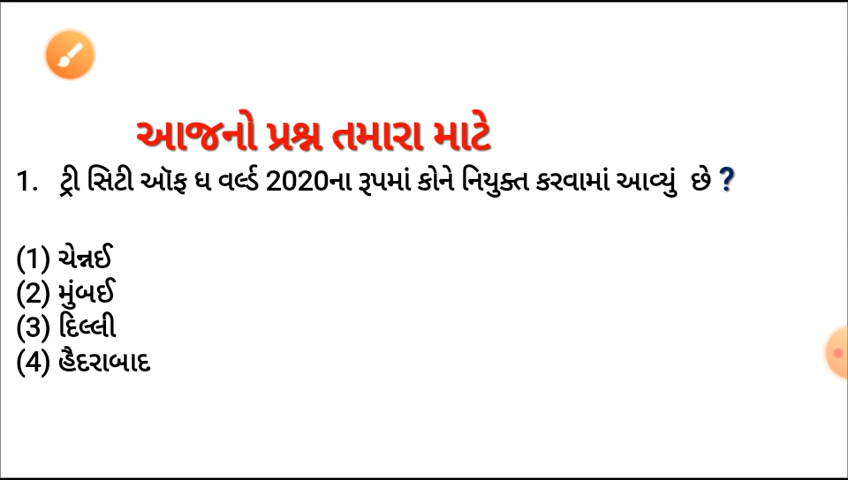 આજનો પ્રશ્ન તમારા માટે
1. ટ્રી સિટી ઑફ ધ વર્લ્ડ 2020ના રૂપમાં કોને નિયુક્ત કરવામાં આવ્યું છે ?
(1) ચેન્નઈ
(2) મુંબઈ
(3) દિલ્લી
(4) હૈદરાબાદ